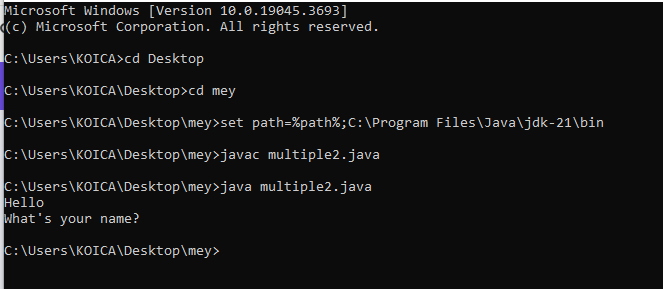 Microsoft Windows [Version 10.0.19045.3693]
(c) Microsoft Corporation. All rights reserved.
C:\Users\KOICA>cd Desktop
C:\Users\KOICA\Desktop>cd mey
C:\Users\KOICA\Desktop\mey>set path=%path%;C:\Program Files\Java\jdk-21\bin
C:\Users\KOICA\Desktop\mey>javac multiple2.java
C:\Users\KOICA\Desktop\mey>java multiple2.java
Hello
What's your name?
C:\Users\KOICA\Desktop\mey>